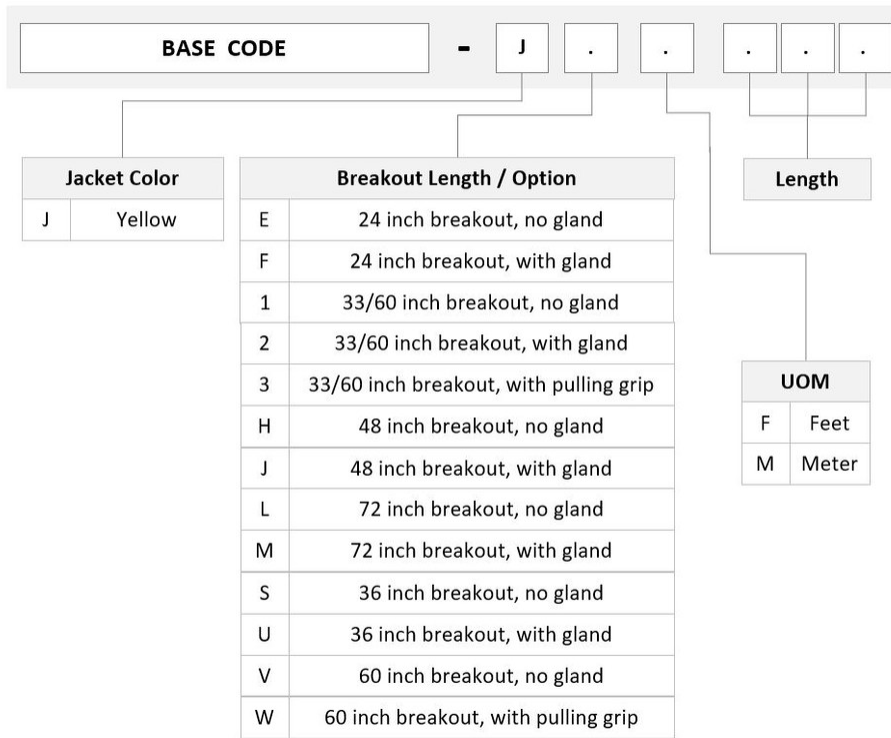 BASE CODE - J . . . . .
Jacket Color
J Yellow
Breakout Length / Option
E 24 inch breakout, no gland
F 24 inch breakout, with gland
1 33/60 inch breakout, no gland
2 33/60 inch breakout, with gland
3 33/60 inch breakout, with pulling grip
H 48 inch breakout, no gland
J 48 inch breakout, with gland
L 72 inch breakout, no gland
M 72 inch breakout, with gland
S 36 inch breakout, no gland
U 36 inch breakout, with gland
V 60 inch breakout, no gland
W 60 inch breakout, with pulling grip
Length
UOM
F Feet
M Meter